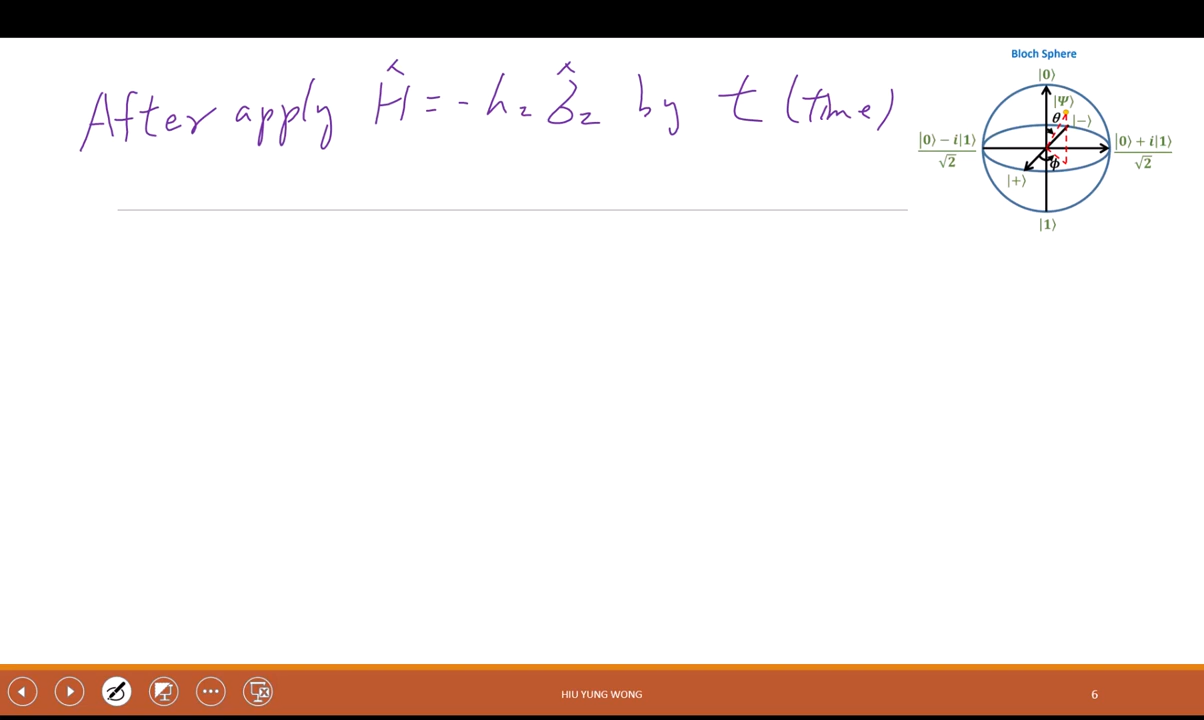 After apply Ĥ = - h_z σ̂_z by t (time)
Bloch Sphere
|0⟩
|Ψ⟩
θ
|−⟩
|0⟩ − i|1⟩
√2
|0⟩ + i|1⟩
√2
ϕ
|+⟩
|1⟩
HIU YUNG WONG
6